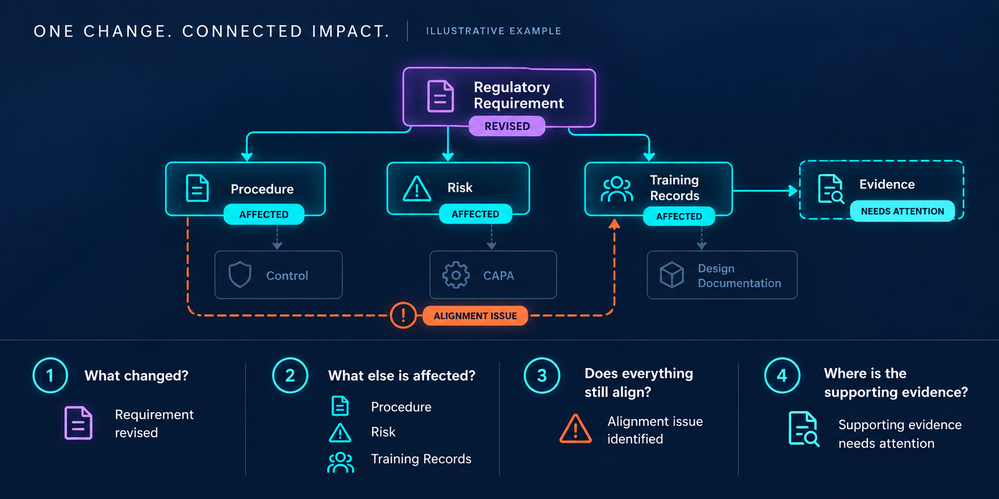 ONE CHANGE. CONNECTED IMPACT.
ILLUSTRATIVE EXAMPLE
Regulatory
Requirement
REVISED
Procedure
AFFECTED
Risk
AFFECTED
Training
Records
AFFECTED
Evidence
NEEDS ATTENTION
Control
CAPA
Design
Documentation
!
ALIGNMENT ISSUE
1
What changed?
Requirement
revised
2
What else is affected?
Procedure
Risk
Training Records
3
Does everything
still align?
Alignment issue
identified
4
Where is the
supporting evidence?
Supporting evidence
needs attention